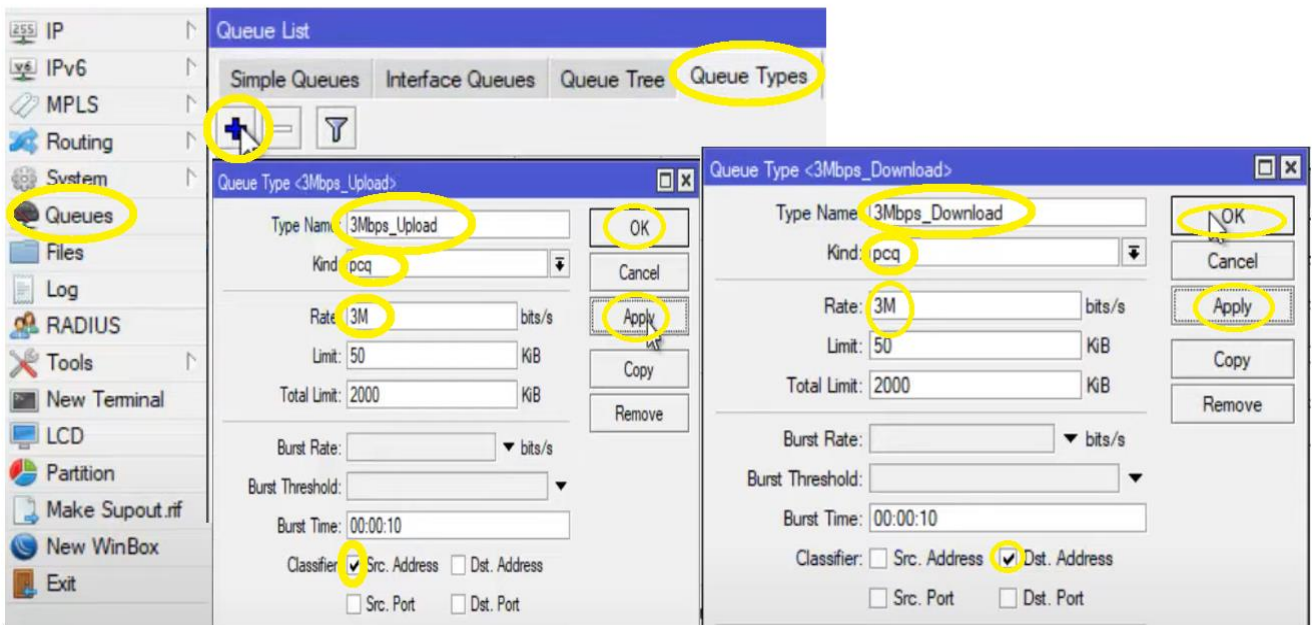 255 IP
v6 IPv6
MPLS
Routing
System
Queues
Files
Log
RADIUS
Tools
New Terminal
LCD
Partition
Make Supout.rif
New WinBox
Exit
Queue List
Simple Queues Interface Queues Queue Tree Queue Types
Queue Type <3Mbps_Upload>
Type Name: 3Mbps_Upload
Kind: pcq
Rate: 3M bits/s
Limit: 50 KiB
Total Limit: 2000 KiB
Burst Rate: bits/s
Burst Threshold:
Burst Time: 00:00:10
Classifier: Src. Address Dst. Address
Src. Port Dst. Port
OK
Cancel
Apply
Copy
Remove
Queue Type <3Mbps_Download>
Type Name: 3Mbps_Download
Kind: pcq
Rate: 3M bits/s
Limit: 50 KiB
Total Limit: 2000 KiB
Burst Rate: bits/s
Burst Threshold:
Burst Time: 00:00:10
Classifier: Src. Address Dst. Address
Src. Port Dst. Port
OK
Cancel
Apply
Copy
Remove